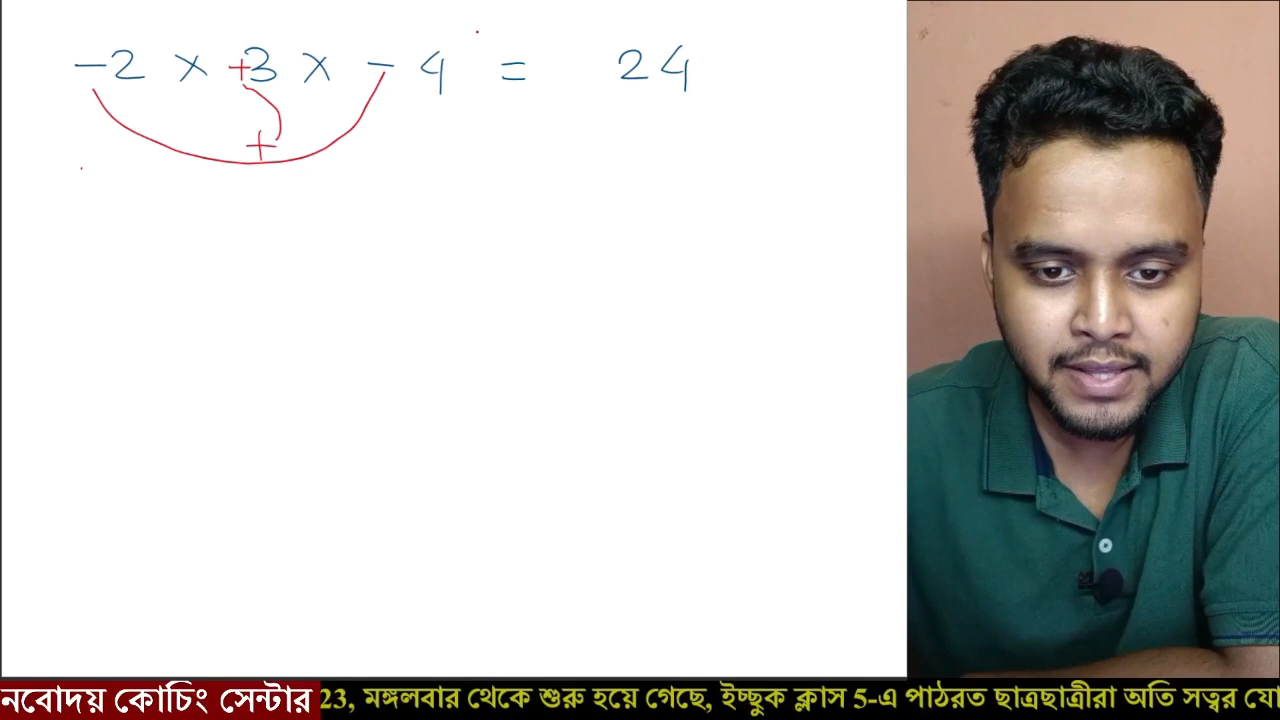 -2 × +3 × -4 = 24
+
নবোদয় কোচিং সেন্টার 23, মঙ্গলবার থেকে শুরু হয়ে গেছে, ইচ্ছুক ক্লাস 5-এ পাঠরত ছাত্রছাত্রীরা অতি সত্বর যো